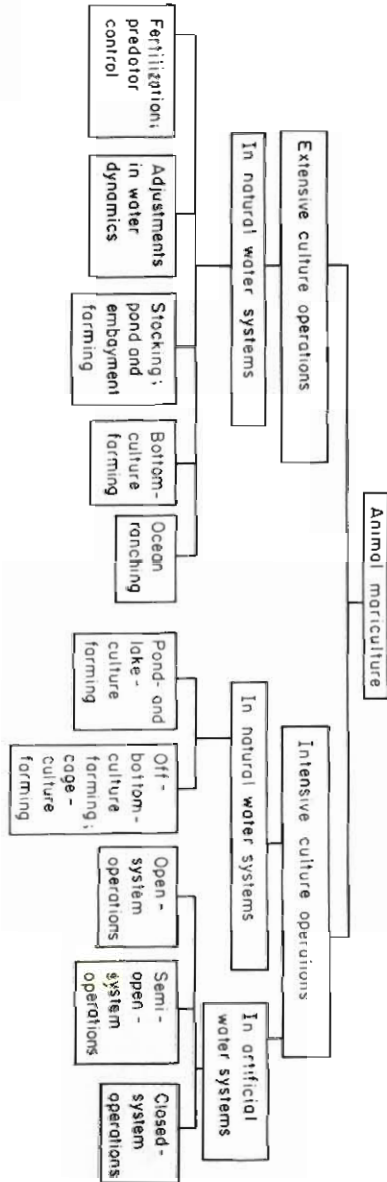 Animal mariculture
Extensive culture operations
Intensive culture operations
In natural water systems
In natural water systems
In artificial
water systems
Fertilization;
predator
control
Adjustments
in water
dynamics
Stocking;
pond and
embayment
farming
Bottom-
culture
farming
Ocean
ranching
Pond- and
lake-
culture
farming
Off-
bottom-
culture
farming;
cage-
culture
farming
Open-
system
operations
Semi-
open-
system
operations
Closed-
system
operations